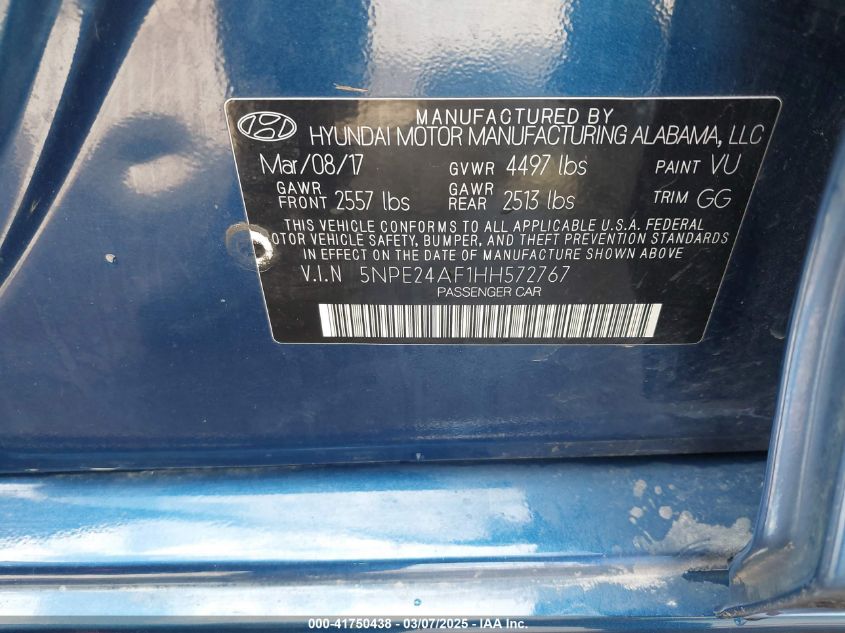 MANUFACTURED BY
HYUNDAI MOTOR MANUFACTURING ALABAMA, LLC
Mar/08/17 GVWR 4497 lbs PAINT VU
GAWR FRONT 2557 lbs GAWR REAR 2513 lbs TRIM GG
THIS VEHICLE CONFORMS TO ALL APPLICABLE U.S.A. FEDERAL
OTOR VEHICLE SAFETY, BUMPER, AND THEFT PREVENTION STANDARDS
IN EFFECT ON THE DATE OF MANUFACTURE SHOWN ABOVE
V.I.N 5NPE24AF1HH572767
PASSENGER CAR
000-41750438 - 03/07/2025 - IAA Inc.